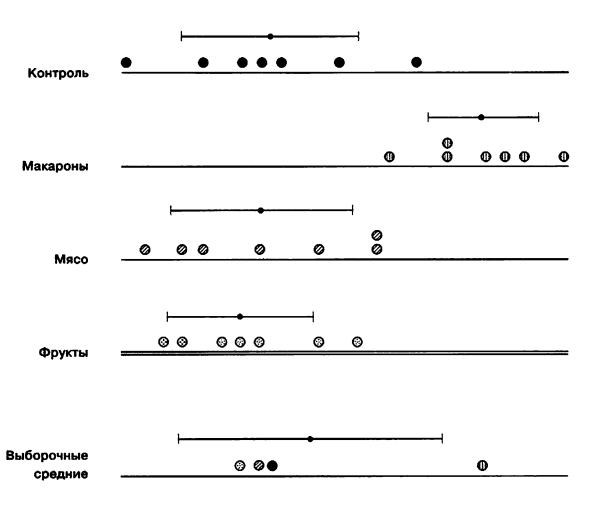 Контроль
Макароны
Мясо
Фрукты
Выборочные
средние